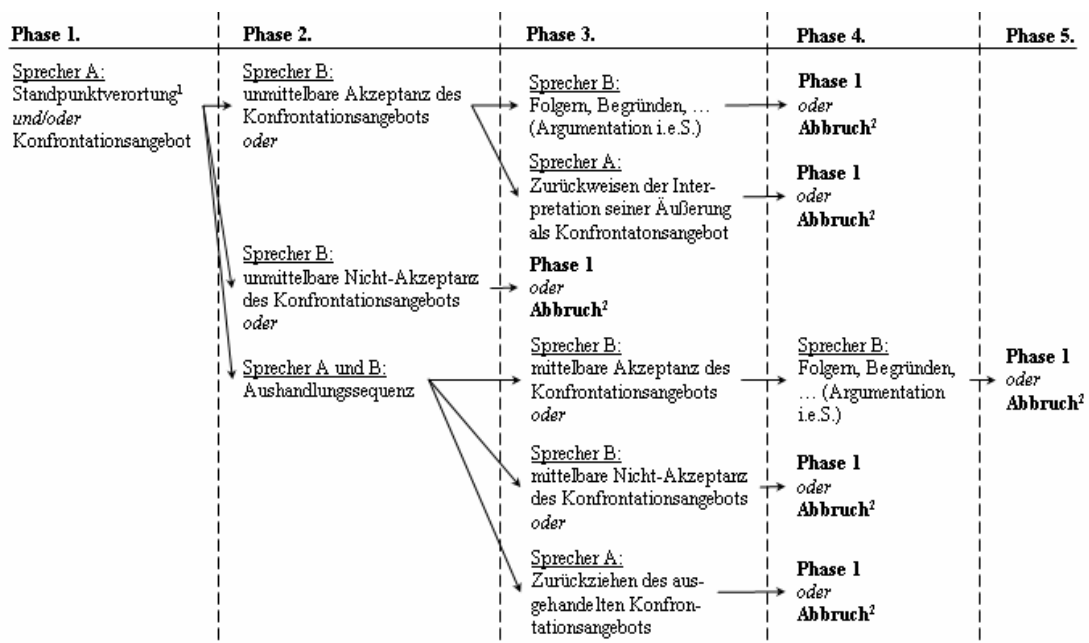 Phase 1.
Phase 2.
Phase 3.
Phase 4.
Phase 5.
Sprecher A:
Standpunktverortung¹
und/oder
Konfrontationsangebot
Sprecher B:
unmittelbare Akzeptanz des
Konfrontationsangebots
oder
Sprecher B:
unmittelbare Nicht-Akzeptanz
des Konfrontationsangebots
oder
Sprecher A und B:
Aushandlungssequenz
Sprecher B:
Folgern, Begründen, ...
(Argumentation i.e.S.)
Sprecher A:
Zurückweisen der Inter-
pretation seiner Äußerung
als Konfrontatonsangebot
Phase 1
oder
Abbruch²
Sprecher B:
mittelbare Akzeptanz des
Konfrontationsangebots
oder
Sprecher B:
mittelbare Nicht-Akzeptanz
des Konfrontationsangebots
oder
Sprecher A:
Zurückziehen des aus-
gehandelten Konfron-
tationsangebots
Phase 1
oder
Abbruch²
Phase 1
oder
Abbruch²
Sprecher B:
Folgern, Begründen,
... (Argumentation
i.e.S.)
Phase 1
oder
Abbruch²
Phase 1
oder
Abbruch²
Phase 1
oder
Abbruch²